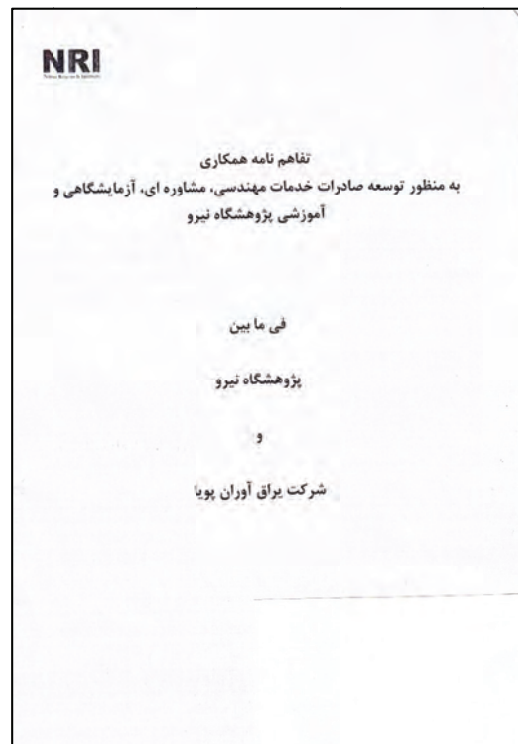 NRI
تفاهم نامه همکاری
به منظور توسعه صادرات خدمات مهندسی، مشاوره ای، آزمایشگاهی و
آموزشی پژوهشگاه نیرو
فی ما بین
پژوهشگاه نیرو
و
شرکت یراق آوران پویا